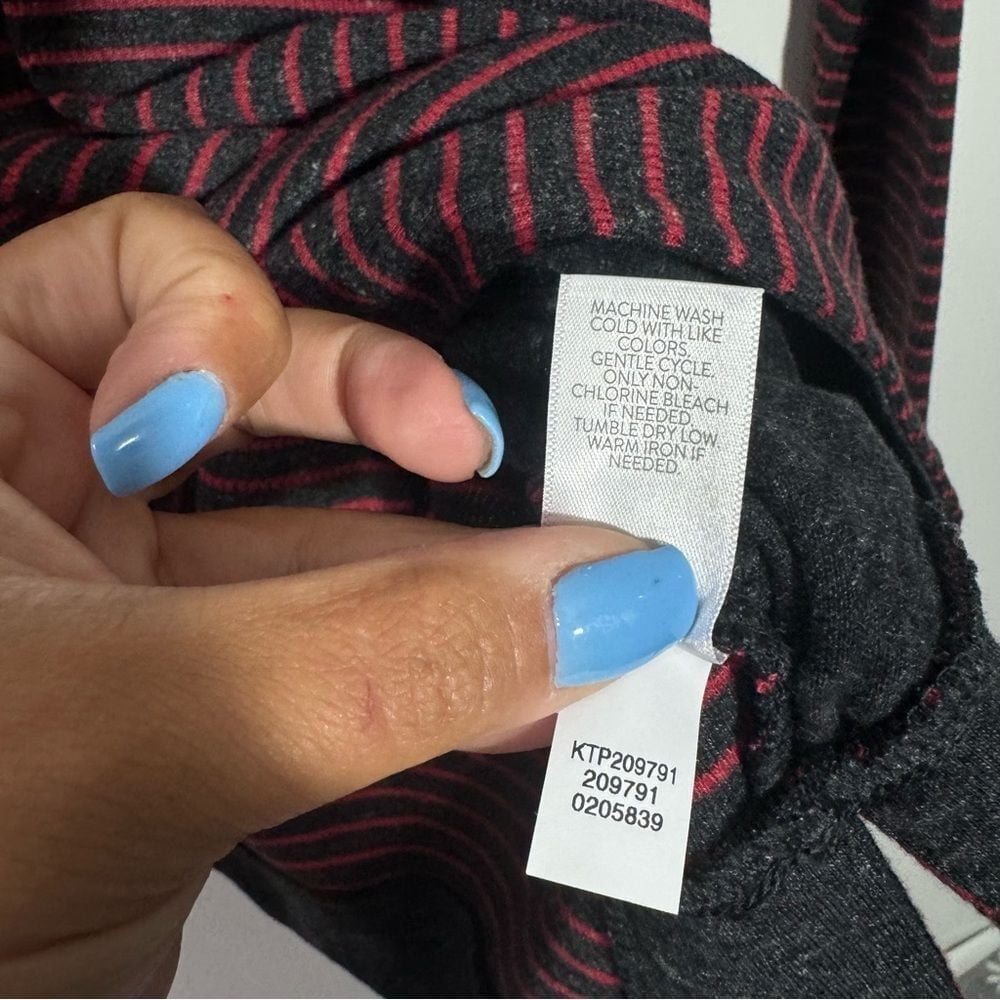 MACHINE WASH
COLD WITH LIKE
COLORS.
GENTLE CYCLE.
ONLY NON-
CHLORINE BLEACH
IF NEEDED.
TUMBLE DRY LOW.
WARM IRON IF
NEEDED.
KTP209791
209791
0205839